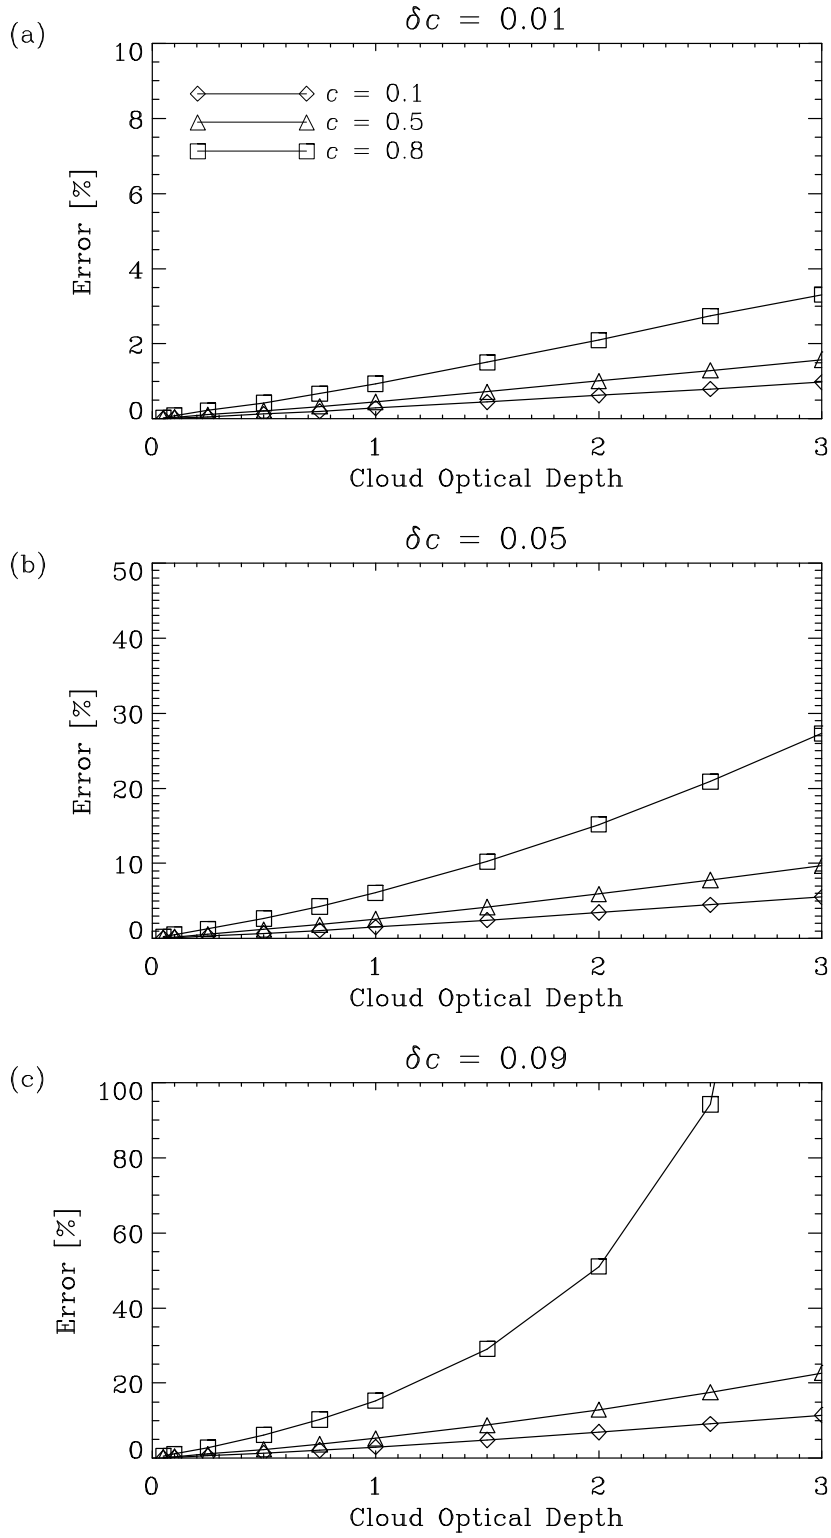 (a)
δc = 0.01
10
8
6
4
2
0
Error [%]
c = 0.1
c = 0.5
c = 0.8
0 1 2 3
Cloud Optical Depth
(b)
δc = 0.05
50
40
30
20
10
0
Error [%]
0 1 2 3
Cloud Optical Depth
(c)
δc = 0.09
100
80
60
40
20
0
Error [%]
0 1 2 3
Cloud Optical Depth